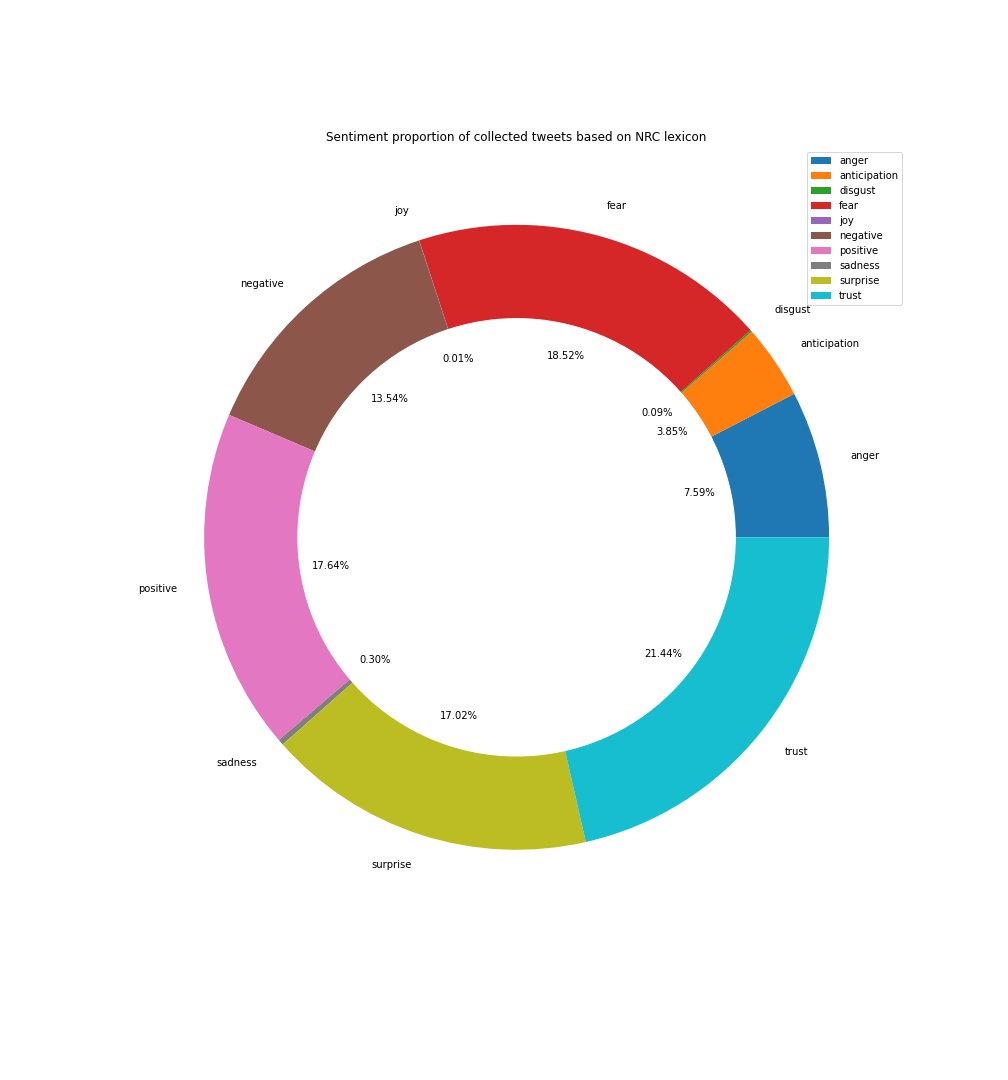 Sentiment proportion of collected tweets based on NRC lexicon
anger
anticipation
disgust
fear
joy
negative
positive
sadness
surprise
trust
joy
fear
negative
disgust
anticipation
0.01%
18.52%
13.54%
0.09%
3.85%
anger
7.59%
17.64%
positive
0.30%
21.44%
17.02%
sadness
trust
surprise